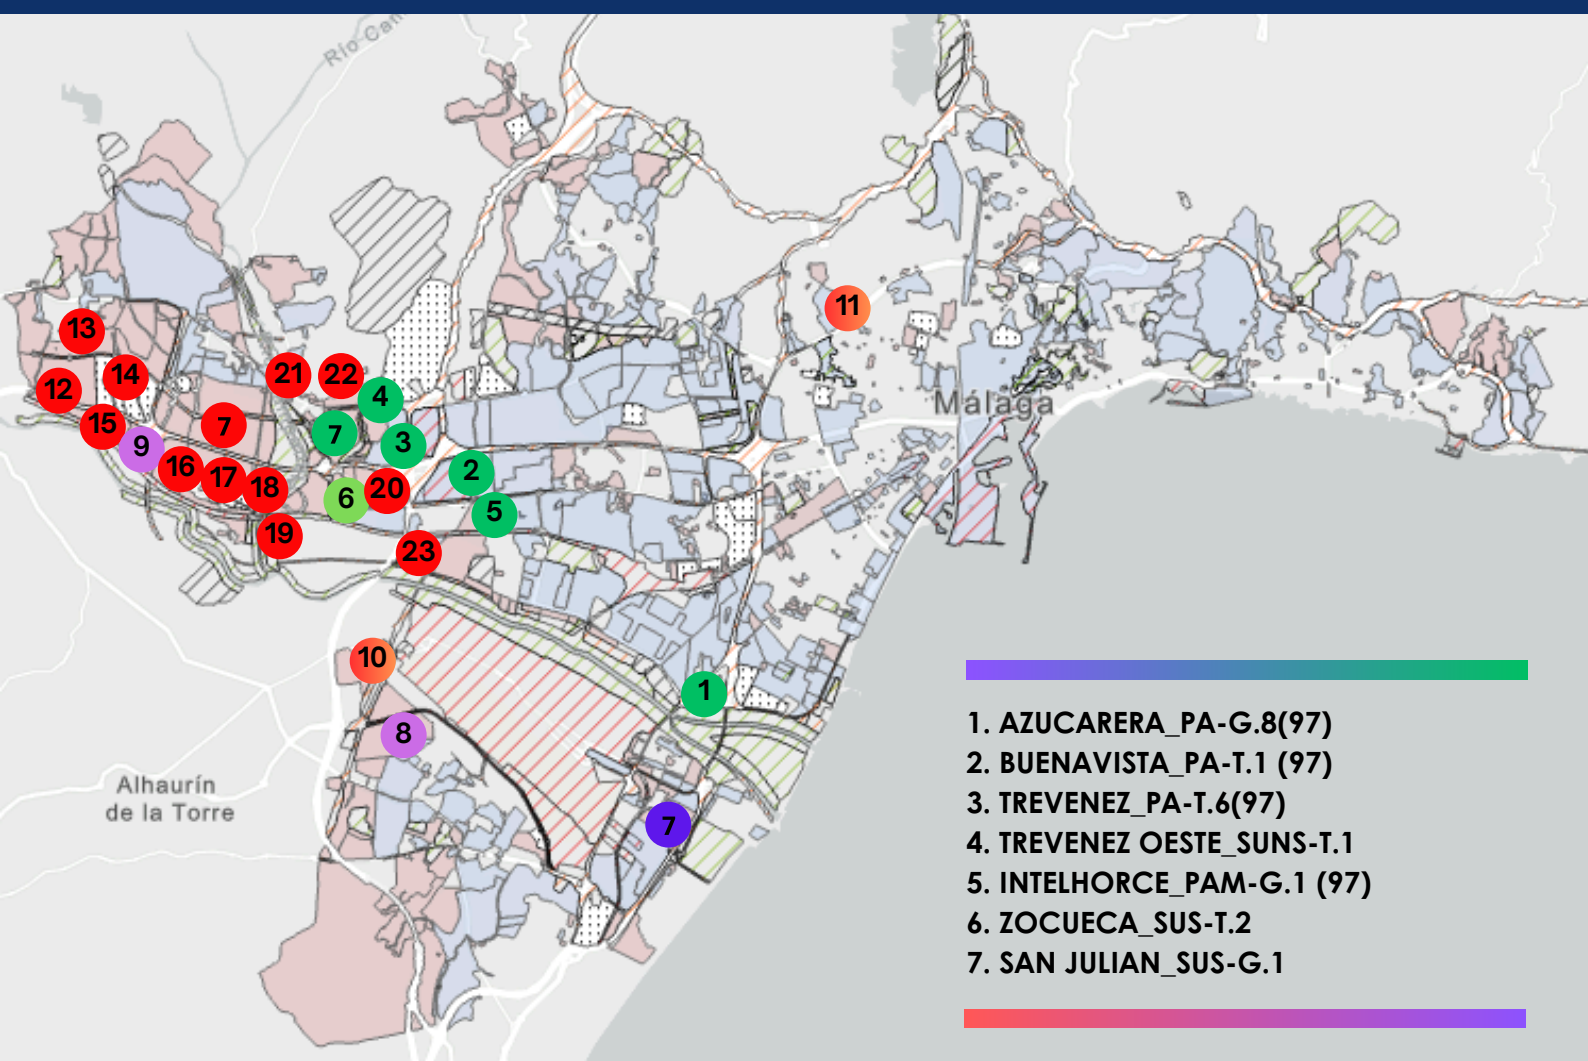 Río Cam
11
13
21
22
14
4
12
15
7
7
3
9
16
17
18
6
20
2
5
19
23
Málaga
10
1
8
7
Alhaurín
de la Torre
1. AZUCARERA_PA-G.8(97)
2. BUENAVISTA_PA-T.1 (97)
3. TREVENEZ_PA-T.6(97)
4. TREVENEZ OESTE_SUNS-T.1
5. INTELHORCE_PAM-G.1 (97)
6. ZOCUECA_SUS-T.2
7. SAN JULIAN_SUS-G.1